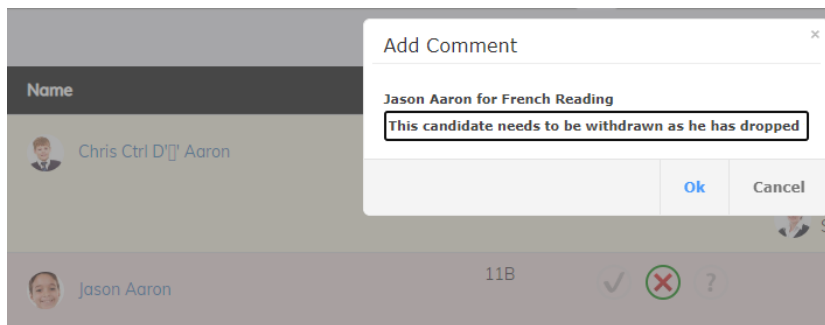 Add Comment
×
Name
Jason Aaron for French Reading
This candidate needs to be withdrawn as he has dropped
Chris Ctrl D'▯' Aaron
Ok Cancel
Jason Aaron 11B ?